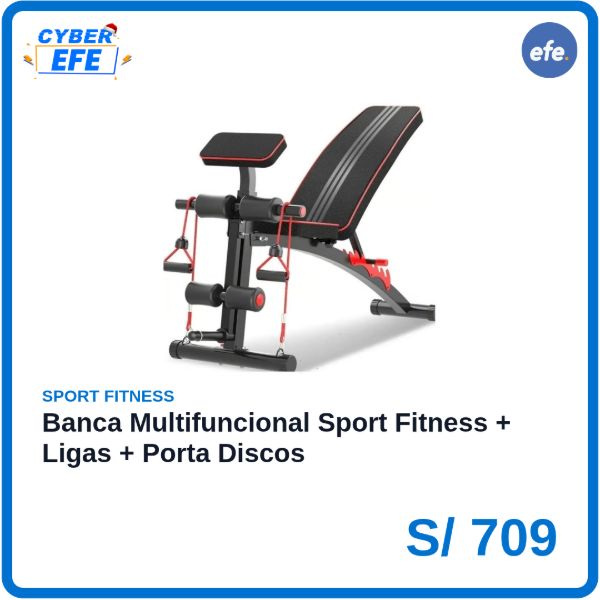 CYBER
EFE
efe.
SPORT FITNESS
Banca Multifuncional Sport Fitness +
Ligas + Porta Discos
S/ 709